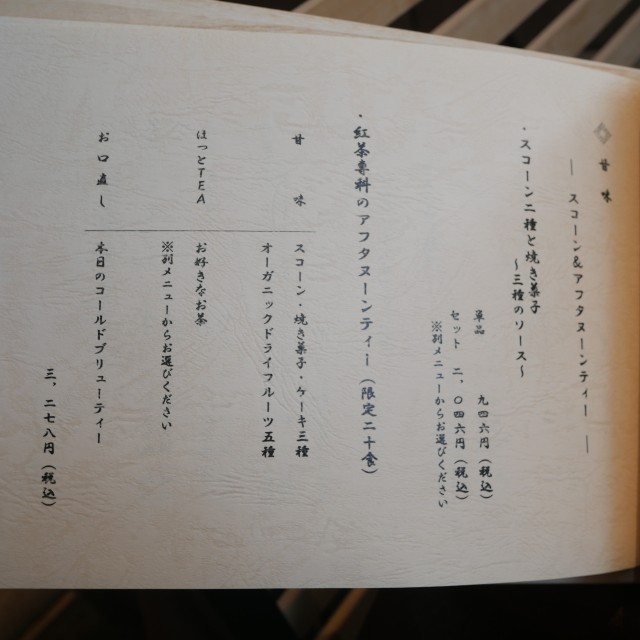 ◈ 甘味
― スコーン&アフタヌーンティー ―
・スコーン二種と焼き菓子
～三種のソース～
単品 九四六円（税込）
セット 二、〇四六円（税込）
※別メニューからお選びください
・紅茶専科のアフタヌーンティー（限定二十食）
甘味 スコーン・焼き菓子・ケーキ三種
オーガニックドライフルーツ五種
ほっとTEA お好きなお茶
※別メニューからお選びください
お口直し 本日のコールドブリューティー
三、二七八円（税込）